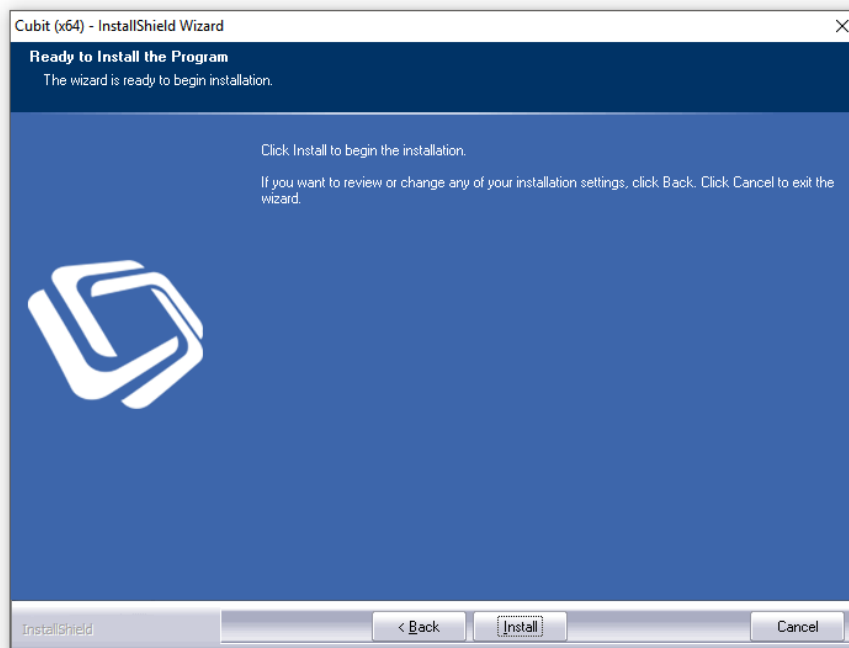 Cubit (x64) - InstallShield Wizard
Ready to Install the Program
The wizard is ready to begin installation.
Click Install to begin the installation.
If you want to review or change any of your installation settings, click Back. Click Cancel to exit the
wizard.
InstallShield
< Back
Install
Cancel